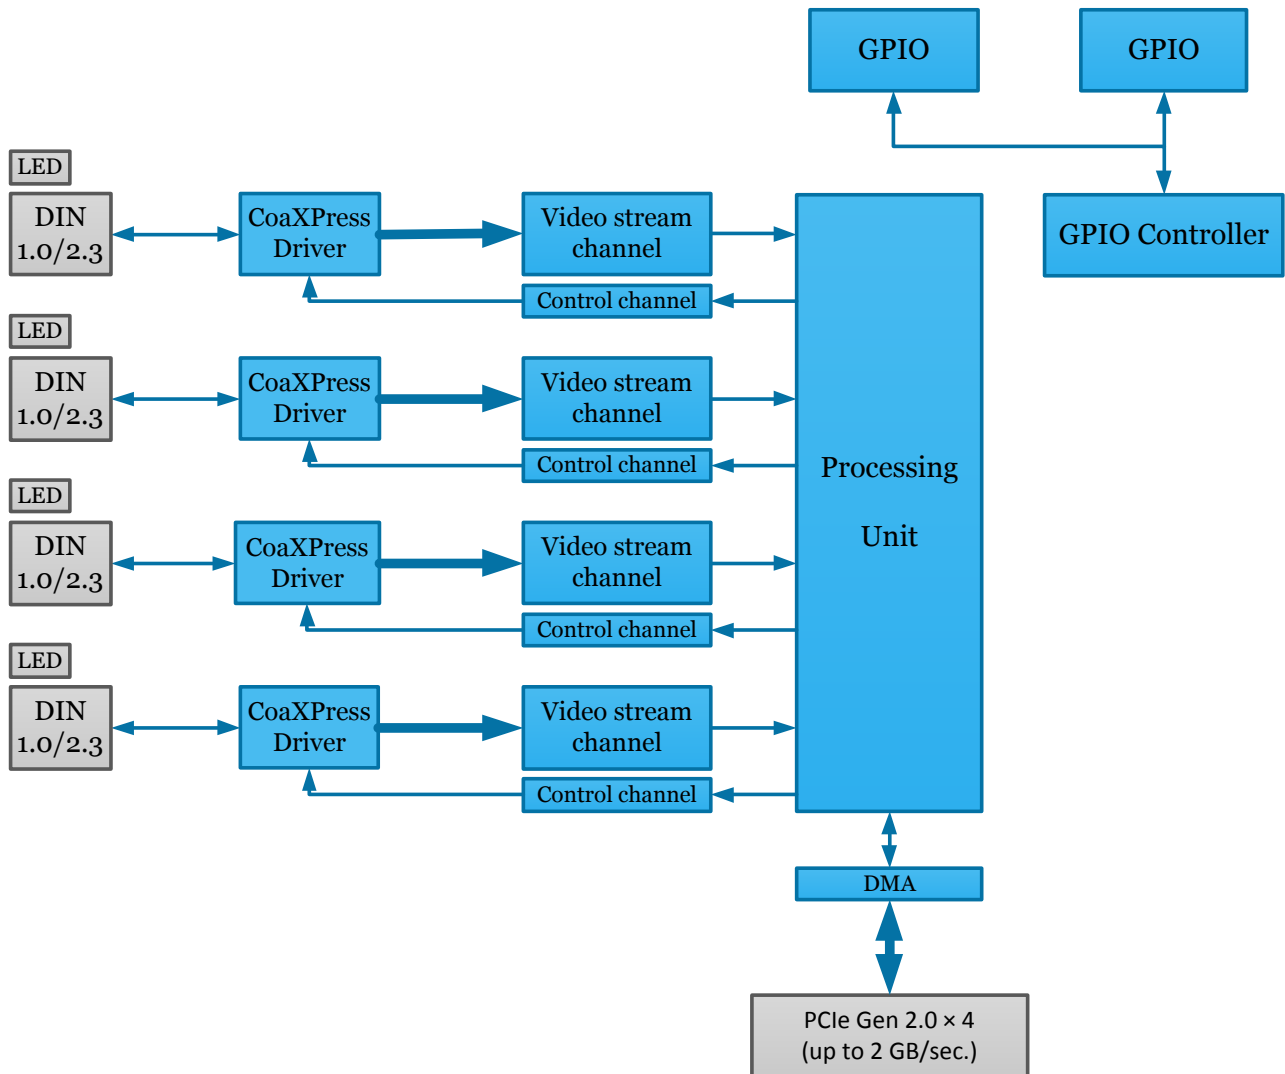 GPIO
GPIO
GPIO Controller
LED
DIN
1.0/2.3
CoaXPress
Driver
Video stream
channel
Control channel
LED
DIN
1.0/2.3
CoaXPress
Driver
Video stream
channel
Control channel
LED
DIN
1.0/2.3
CoaXPress
Driver
Video stream
channel
Control channel
LED
DIN
1.0/2.3
CoaXPress
Driver
Video stream
channel
Control channel
Processing
Unit
DMA
PCIe Gen 2.0 × 4
(up to 2 GB/sec.)